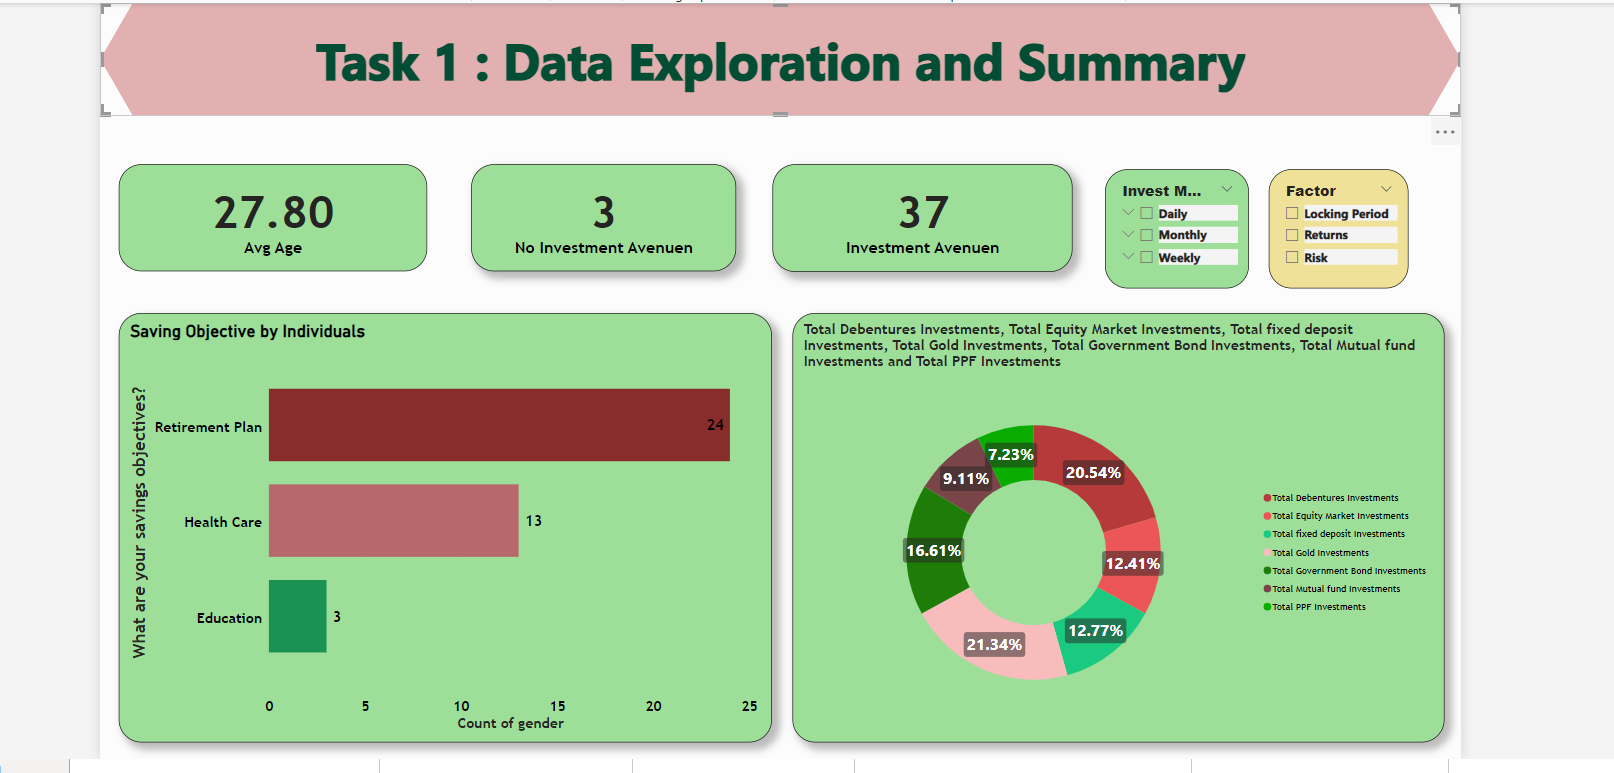 Task 1 : Data Exploration and Summary
27.80
Avg Age
3
No Investment Avenuen
37
Investment Avenuen
Invest M...
Daily
Monthly
Weekly
Factor
Locking Period
Returns
Risk
Saving Objective by Individuals
What are your savings objectives?
Retirement Plan
24
Health Care
13
Education
3
0 5 10 15 20 25
Count of gender
Total Debentures Investments, Total Equity Market Investments, Total fixed deposit
Investments, Total Gold Investments, Total Government Bond Investments, Total Mutual fund
Investments and Total PPF Investments
7.23%
20.54%
9.11%
16.61%
12.41%
12.77%
21.34%
Total Debentures Investments
Total Equity Market Investments
Total fixed deposit Investments
Total Gold Investments
Total Government Bond Investments
Total Mutual fund Investments
Total PPF Investments